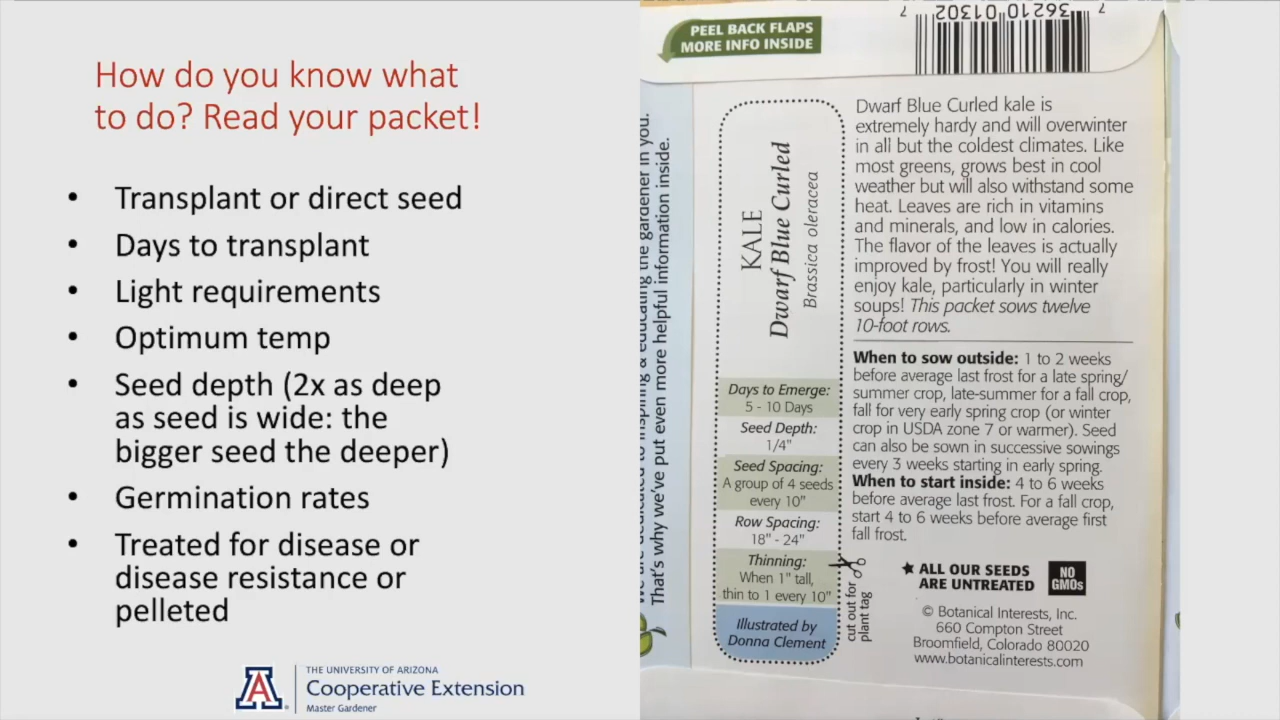 How do you know what
to do? Read your packet!
• Transplant or direct seed
• Days to transplant
• Light requirements
• Optimum temp
• Seed depth (2x as deep
as seed is wide: the
bigger seed the deeper)
• Germination rates
• Treated for disease or
disease resistance or
pelleted
THE UNIVERSITY OF ARIZONA
Cooperative Extension
Master Gardener
PEEL BACK FLAPS
MORE INFO INSIDE
7 36210 01302 7
inspiring & educating the gardener in you.
That's why we've put even more helpful information inside.
KALE
Dwarf Blue Curled
Brassica oleracea
Days to Emerge:
5 - 10 Days
Seed Depth:
1/4"
Seed Spacing:
A group of 4 seeds
every 10"
Row Spacing:
18" - 24"
Thinning:
When 1" tall,
thin to 1 every 10"
Illustrated by
Donna Clement
cut out for
plant tag
Dwarf Blue Curled kale is
extremely hardy and will overwinter
in all but the coldest climates. Like
most greens, grows best in cool
weather but will also withstand some
heat. Leaves are rich in vitamins
and minerals, and low in calories.
The flavor of the leaves is actually
improved by frost! You will really
enjoy kale, particularly in winter
soups! This packet sows twelve
10-foot rows.
When to sow outside: 1 to 2 weeks
before average last frost for a late spring/
summer crop, late-summer for a fall crop,
fall for very early spring crop (or winter
crop in USDA zone 7 or warmer). Seed
can also be sown in successive sowings
every 3 weeks starting in early spring.
When to start inside: 4 to 6 weeks
before average last frost. For a fall crop,
start 4 to 6 weeks before average first
fall frost.
★ ALL OUR SEEDS
ARE UNTREATED
NO
GMOs
© Botanical Interests, Inc.
660 Compton Street
Broomfield, Colorado 80020
www.botanicalinterests.com